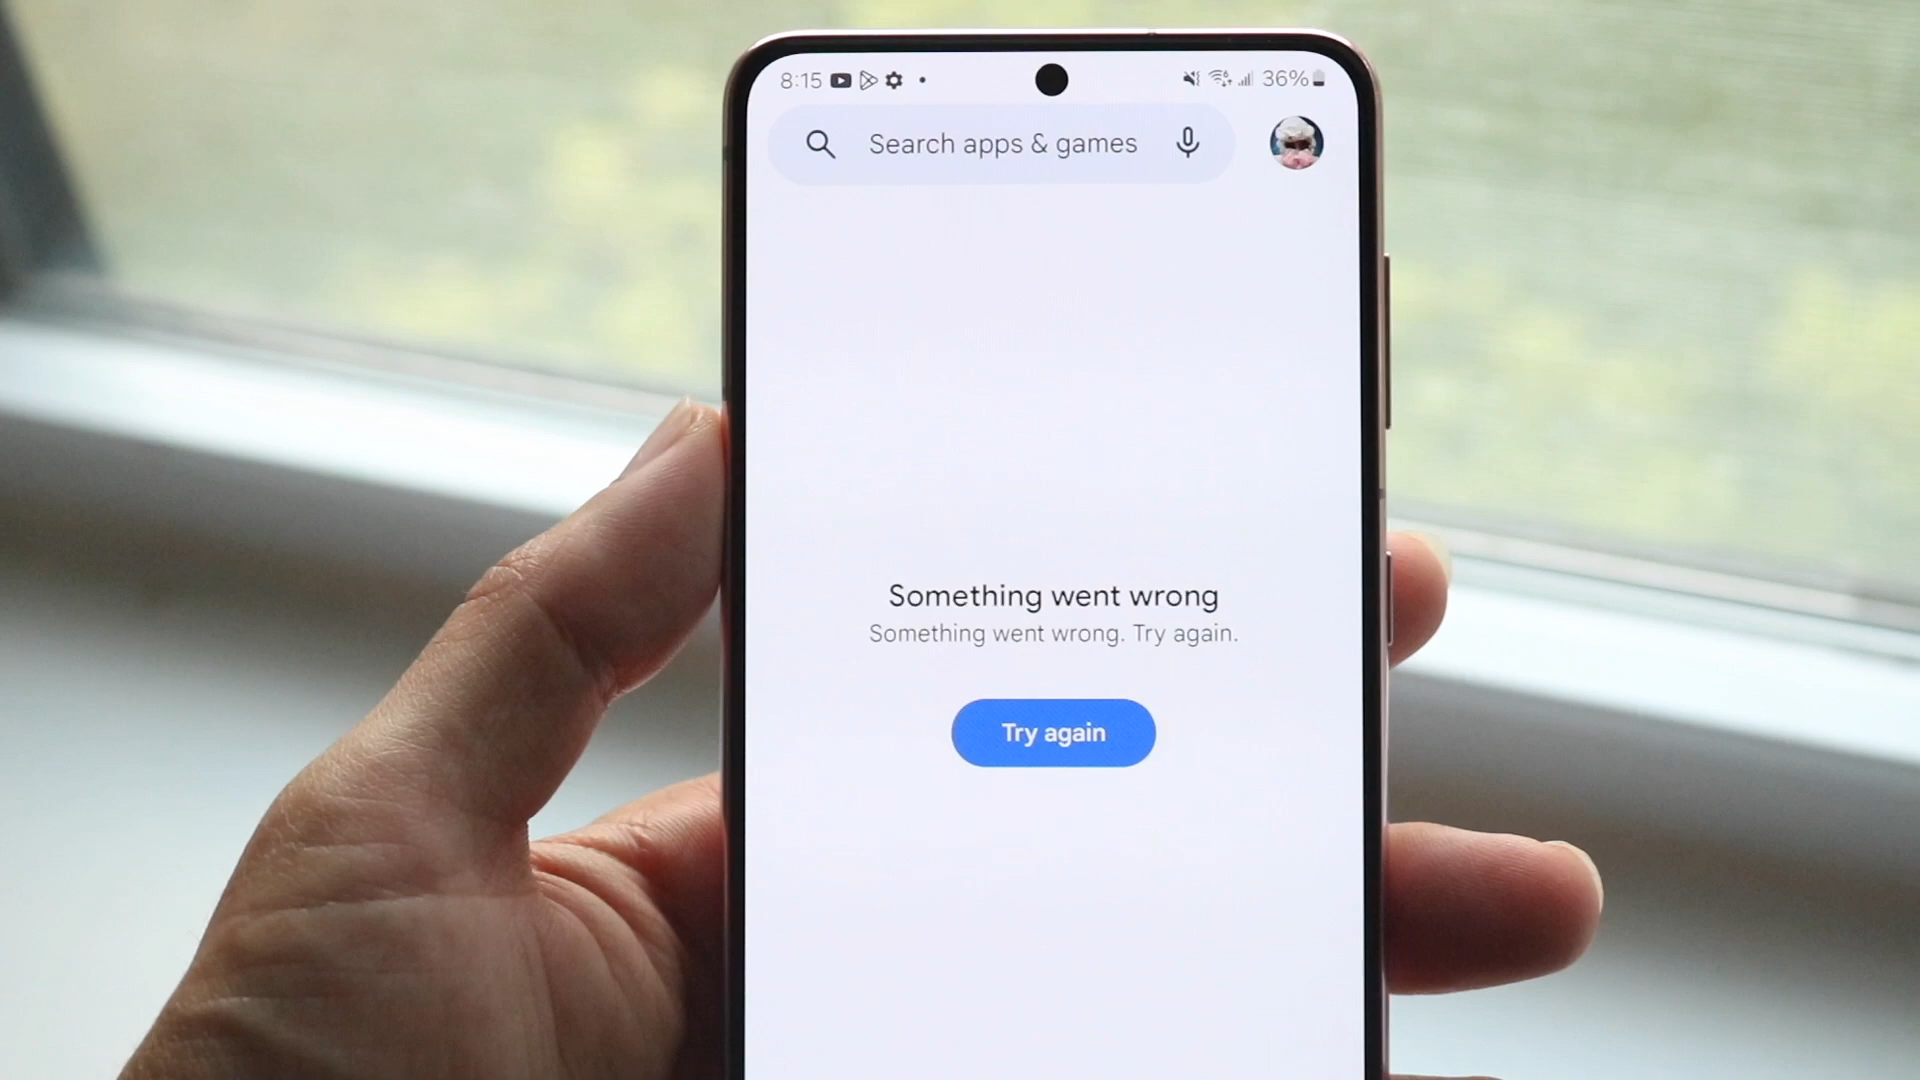 8:15 36%
Search apps & games
Something went wrong
Something went wrong. Try again.
Try again